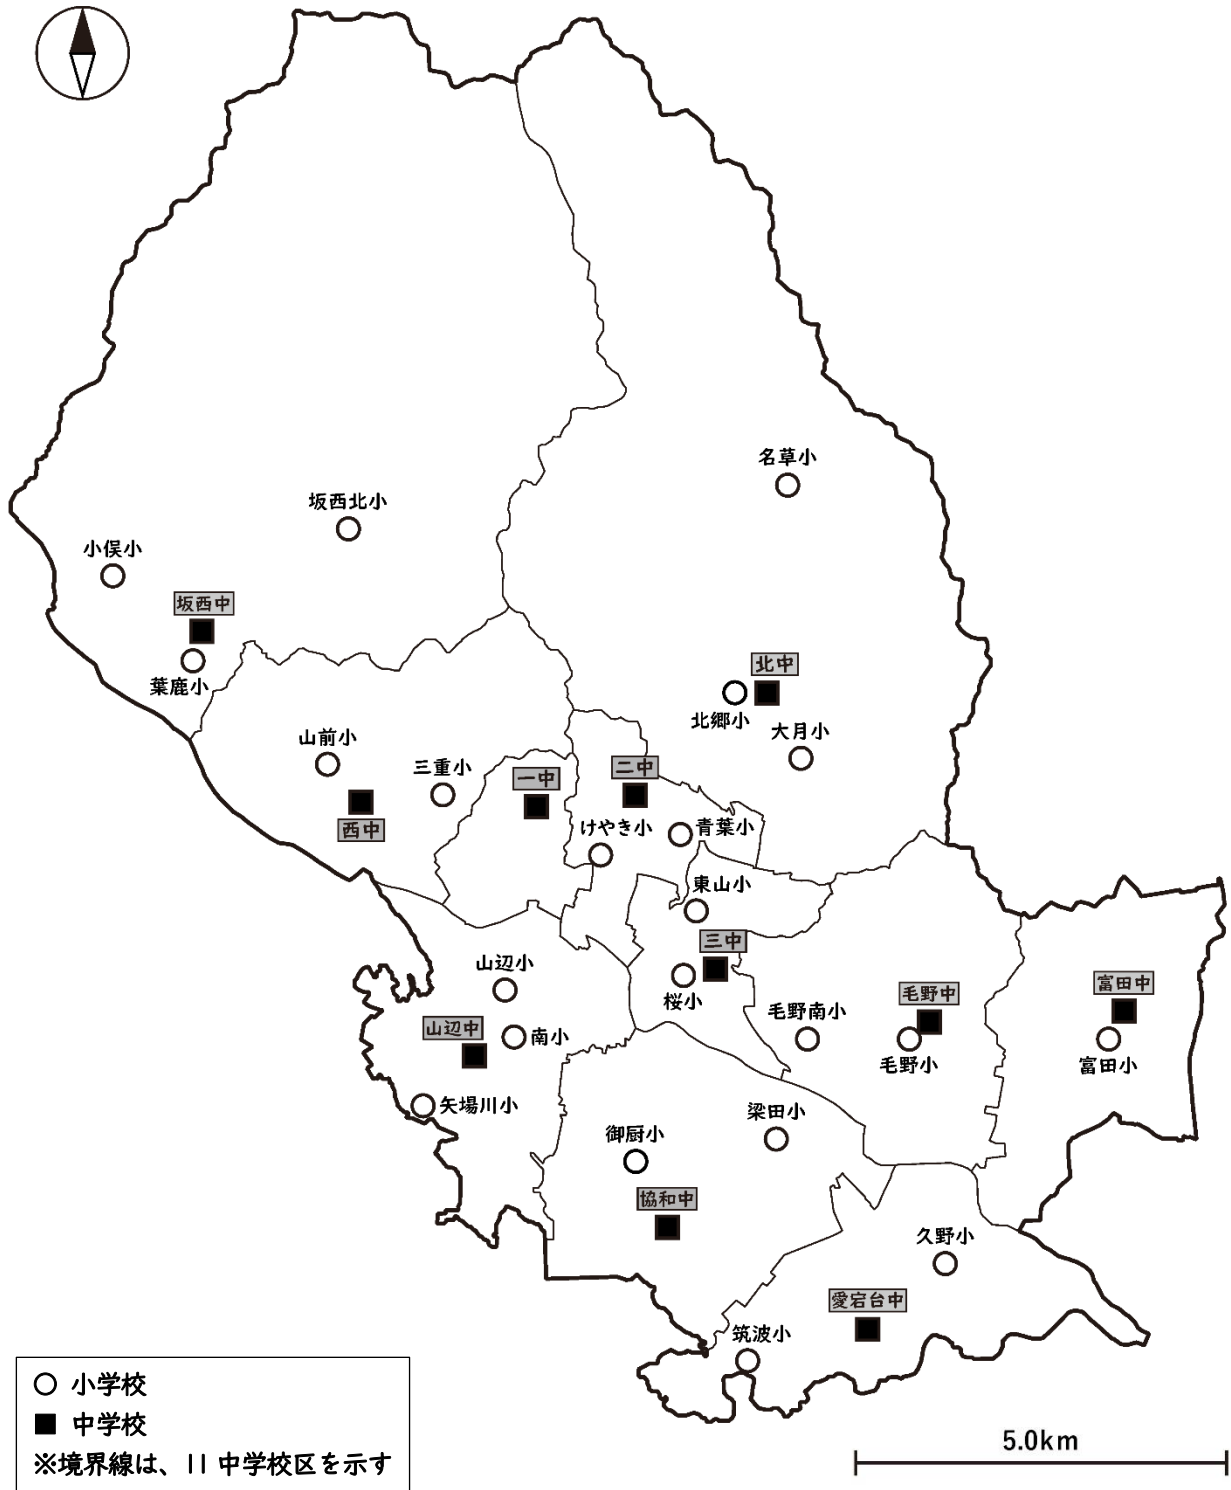 名草小
坂西北小
小俣小
坂西中
葉鹿小
北中
北郷小
大月小
山前小
三重小
一中
二中
西中
けやき小
青葉小
東山小
三中
山辺小
桜小
毛野中
富田中
山辺中
南小
毛野南小
毛野小
富田小
矢場川小
梁田小
御厨小
協和中
久野小
愛宕台中
筑波小
小学校
中学校
※境界線は、11 中学校区を示す
5.0km